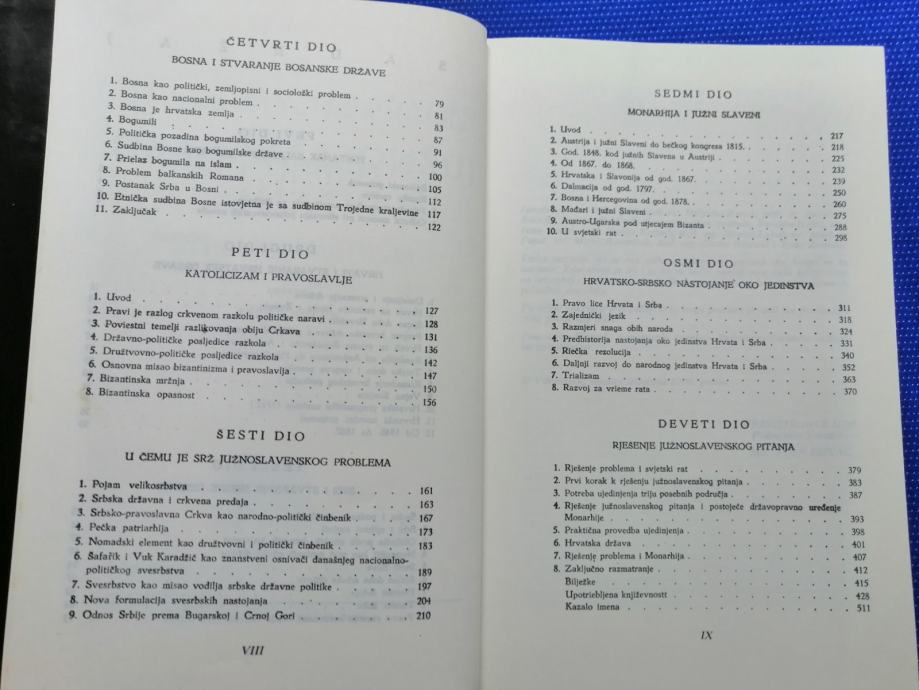 ČETVRTI DIO
BOSNA I STVARANJE BOSANSKE DRŽAVE
1. Bosna kao politički, zemljopisni i sociološki problem . . . . . 79
2. Bosna kao nacionalni problem . . . . . 81
3. Bosna je hrvatska zemlja . . . . . 83
4. Bogumili . . . . . 87
5. Politička pozadina bogumilskog pokreta . . . . . 91
6. Sudbina Bosne kao bogumilske države . . . . . 96
7. Prielaz bogumila na islam . . . . . 100
8. Problem balkanskih Romana . . . . . 105
9. Postanak Srba u Bosni . . . . . 112
10. Etnička sudbina Bosne istovjetna je sa sudbinom Trojedne kraljevine 117
11. Zaključak . . . . . 122
PETI DIO
KATOLICIZAM I PRAVOSLAVLJE
1. Uvod . . . . . 127
2. Pravi je razlog crkvenom razkolu političke naravi . . . . . 128
3. Poviestni temelji razlikovanja obiju Crkava . . . . . 131
4. Državno-političke posljedice razkola . . . . . 136
5. Družtvovno-političke posljedice razkola . . . . . 142
6. Osnovna misao bizantinizma i pravoslavija . . . . . 147
7. Bizantinska mržnja . . . . . 150
8. Bizantinska opasnost . . . . . 156
ŠESTI DIO
U ČEMU JE SRŽ JUŽNOSLAVENSKOG PROBLEMA
1. Pojam velikosrbstva . . . . . 161
2. Srbska državna i crkvena predaja . . . . . 163
3. Srbsko-pravoslavna Crkva kao narodno-politički činbenik . . . . . 167
4. Pečka patriarhija . . . . . 173
5. Nomadski element kao družtvovni i politički činbenik . . . . . 183
6. Šafařik i Vuk Karadžić kao znanstveni osnivači današnjeg nacionalno-
političkog svesrbstva . . . . . 189
7. Svesrbstvo kao misao vodilja srbske državne politike . . . . . 197
8. Nova formulacija svesrbskih nastojanja . . . . . 204
9. Odnos Srbije prema Bugarskoj i Crnoj Gori . . . . . 210
VIII
SEDMI DIO
MONARHIJA I JUŽNI SLAVENI
1. Uvod . . . . . 217
2. Austrija i južni Slaveni do bečkog kongresa 1815. . . . . . 218
3. God. 1848. kod južnih Slavena u Austriji . . . . . 225
4. Od 1867. do 1868. . . . . . 232
5. Hrvatska i Slavonija od god. 1867. . . . . . 239
6. Dalmacija od god. 1797. . . . . . 250
7. Bosna i Hercegovina od god. 1878. . . . . . 260
8. Mađari i južni Slaveni . . . . . 275
9. Austro-Ugarska pod utjecajem Bizanta . . . . . 288
10. U svjetski rat . . . . . 298
OSMI DIO
HRVATSKO-SRBSKO NASTOJANJE OKO JEDINSTVA
1. Pravo lice Hrvata i Srba . . . . . 311
2. Zajednički jezik . . . . . 318
3. Razmjeri snaga obih naroda . . . . . 324
4. Predhistorija nastojanja oko jedinstva Hrvata i Srba . . . . . 331
5. Riečka rezolucija . . . . . 340
6. Daljnji razvoj do narodnog jedinstva Hrvata i Srba . . . . . 352
7. Trializam . . . . . 363
8. Razvoj za vrieme rata . . . . . 370
DEVETI DIO
RJEŠENJE JUŽNOSLAVENSKOG PITANJA
1. Rješenje problema i svjetski rat . . . . . 379
2. Prvi korak k rješenju južnoslavenskog pitanja . . . . . 383
3. Potreba ujedinjenja triju posebnih područja . . . . . 387
4. Rješenje južnoslavenskog pitanja i postojeće državopravno uređenje
Monarhije . . . . . 393
5. Praktična provedba ujedinjenja . . . . . 398
6. Hrvatska država . . . . . 401
7. Rješenje problema i Monarhija . . . . . 407
8. Zaključno razmatranje . . . . . 412
Bilježke . . . . . 415
Upotriebljena književnost . . . . . 428
Kazalo imena . . . . . 511
IX